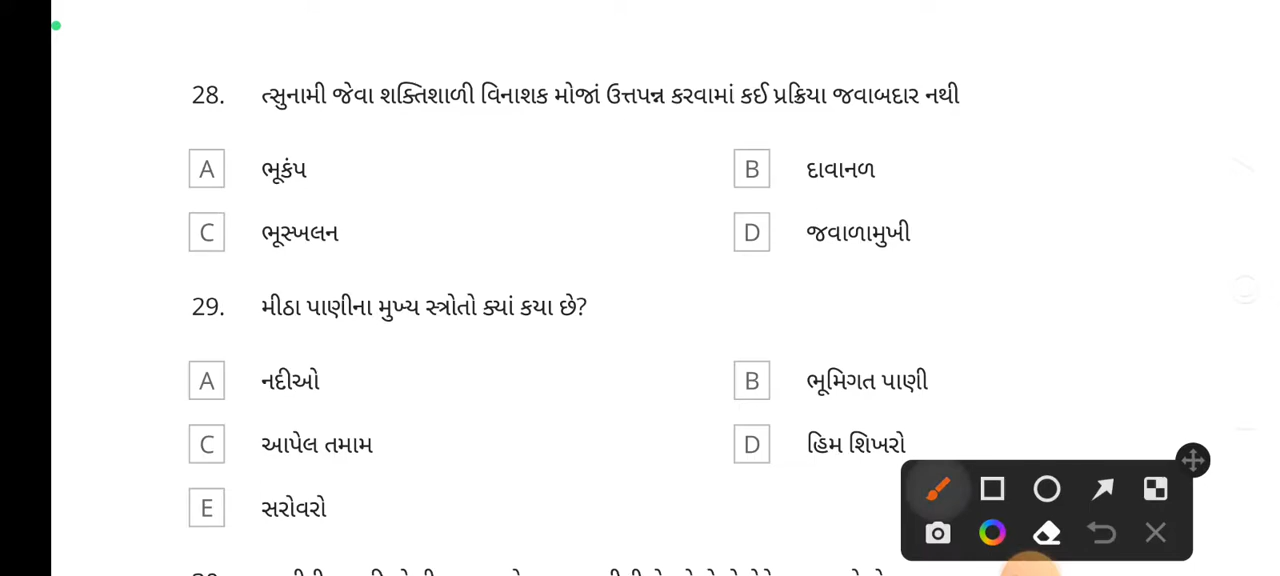 28. ત્સુનામી જેવા શક્તિશાળી વિનાશક મોજાં ઉત્તપન્ન કરવામાં કઈ પ્રક્રિયા જવાબદાર નથી
A ભૂકંપ B દાવાનળ
C ભૂસ્ખલન D જવાળામુખી
29. મીઠા પાણીના મુખ્ય સ્ત્રોતો ક્યાં કયા છે?
A નદીઓ B ભૂમિગત પાણી
C આપેલ તમામ D હિમ શિખરો
E સરોવરો